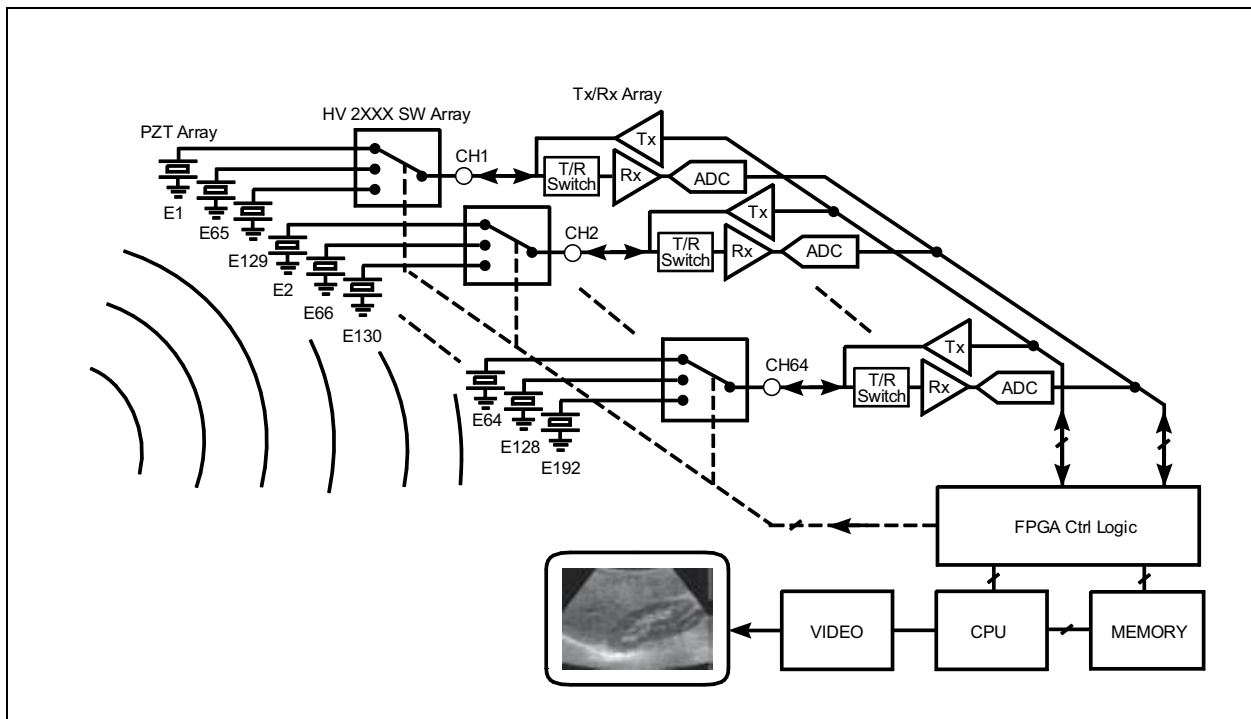 HV 2XXX SW Array
Tx/Rx Array
PZT Array
Tx
CH1
T/R
Switch
Rx
ADC
E1
E65
E129
Tx
CH2
T/R
Switch
Rx
ADC
E2
E66
E130
Tx
CH64
T/R
Switch
Rx
ADC
E64
E128
E192
FPGA Ctrl Logic
VIDEO
CPU
MEMORY